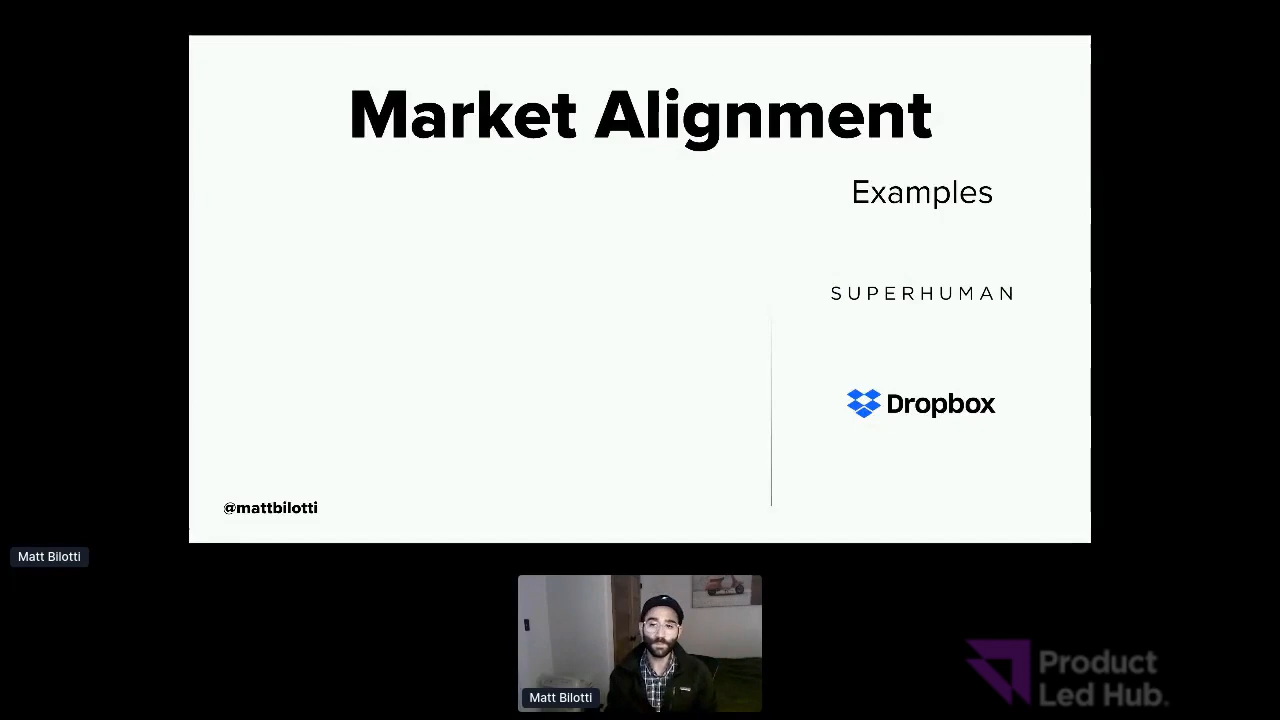 Market Alignment
Examples
SUPERHUMAN
Dropbox
@mattbilotti
Matt Bilotti
Matt Bilotti
Product
Led Hub.